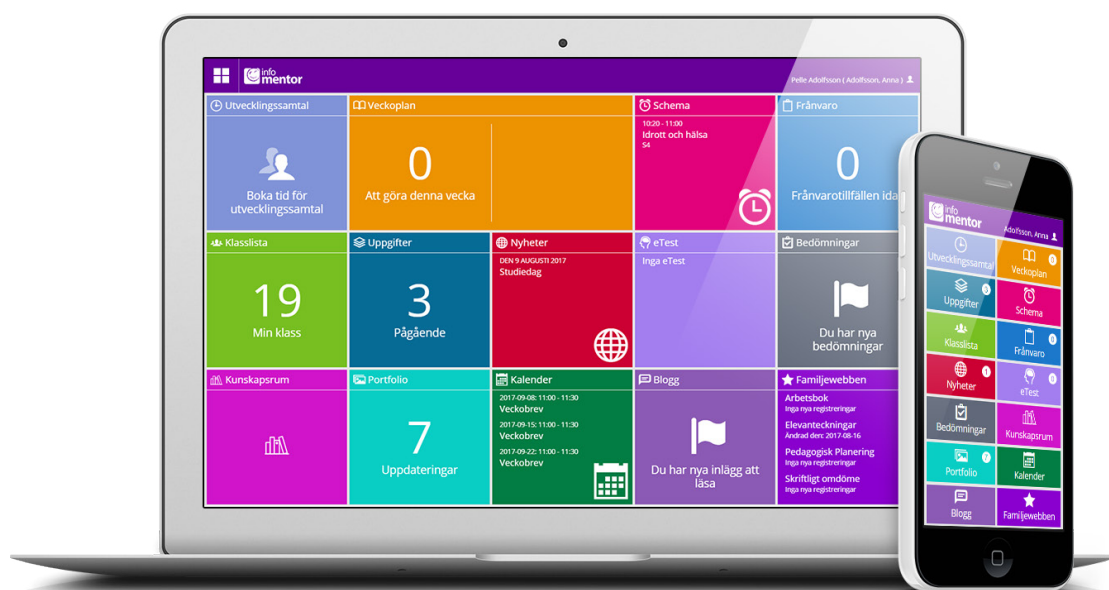 info
mentor
Pelle Adolfsson ( Adolfsson, Anna )
Utvecklingssamtal
Boka tid för
utvecklingssamtal
Veckoplan
0
Att göra denna vecka
Schema
10:20 - 11:00
Idrott och hälsa
S4
Frånvaro
0
Frånvarotillfällen ida
Klasslista
19
Min klass
Uppgifter
3
Pågående
Nyheter
DEN 9 AUGUSTI 2017
Studiedag
eTest
Inga eTest
Bedömningar
Du har nya
bedömningar
Kunskapsrum
Portfolio
7
Uppdateringar
Kalender
2017-09-08: 11:00 - 11:30
Veckobrev
2017-09-15: 11:00 - 11:30
Veckobrev
2017-09-22: 11:00 - 11:30
Veckobrev
Blogg
Du har nya inlägg att
läsa
Familjewebben
Arbetsbok
Inga nya registreringar
Elevanteckningar
Ändrad den: 2017-08-16
Pedagogisk Planering
Inga nya registreringar
Skriftligt omdöme
Inga nya registreringar
info
mentor
Adolfsson, Anna
Utvecklingssamtal
0
Veckoplan
3
Uppgifter
Schema
Klasslista
0
Frånvaro
1
Nyheter
0
eTest
Bedömningar
Kunskapsrum
7
Portfolio
Kalender
Blogg
Familjewebben